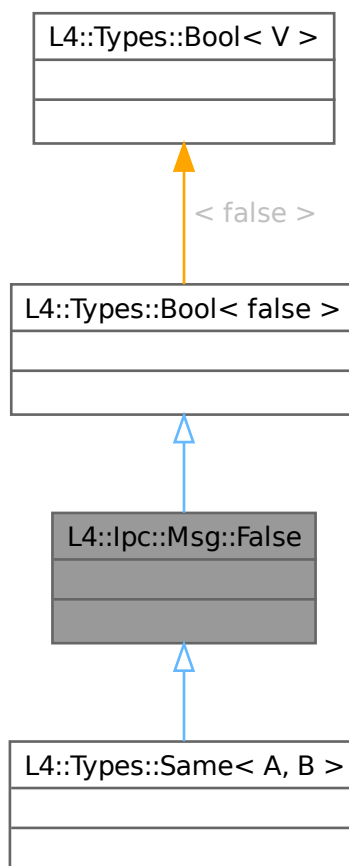 L4::Types::Bool< V >
< false >
L4::Types::Bool< false >
L4::Ipc::Msg::False
L4::Types::Same< A, B >